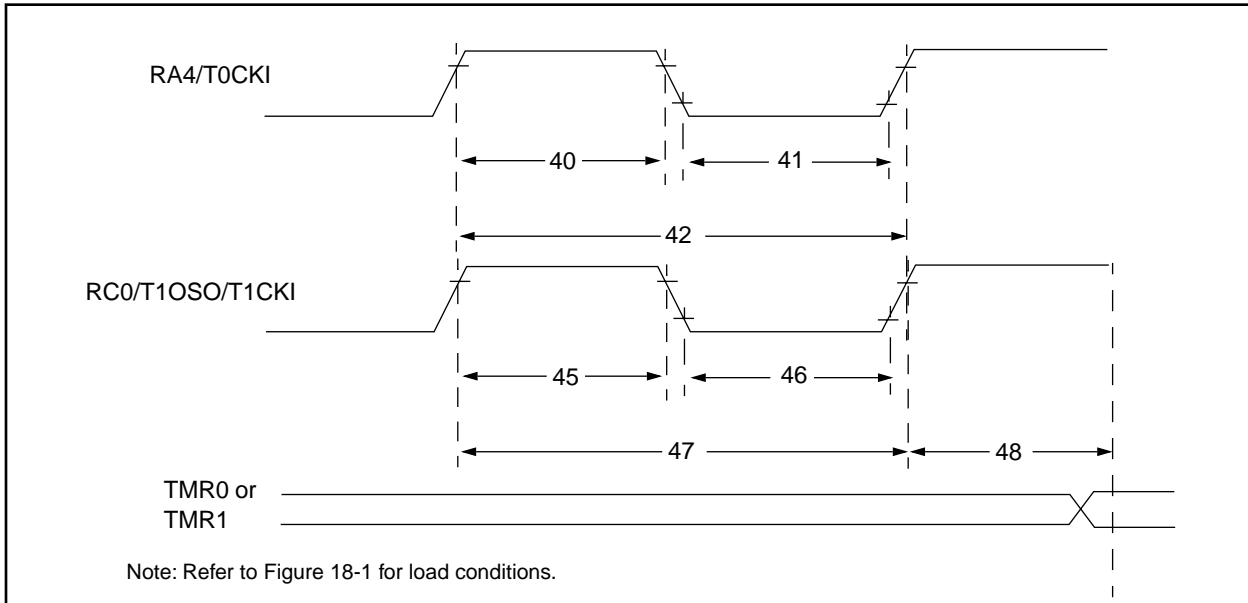 RA4/T0CKI
40
41
42
RC0/T1OSO/T1CKI
45
46
47
48
TMR0 or
TMR1
Note: Refer to Figure 18-1 for load conditions.